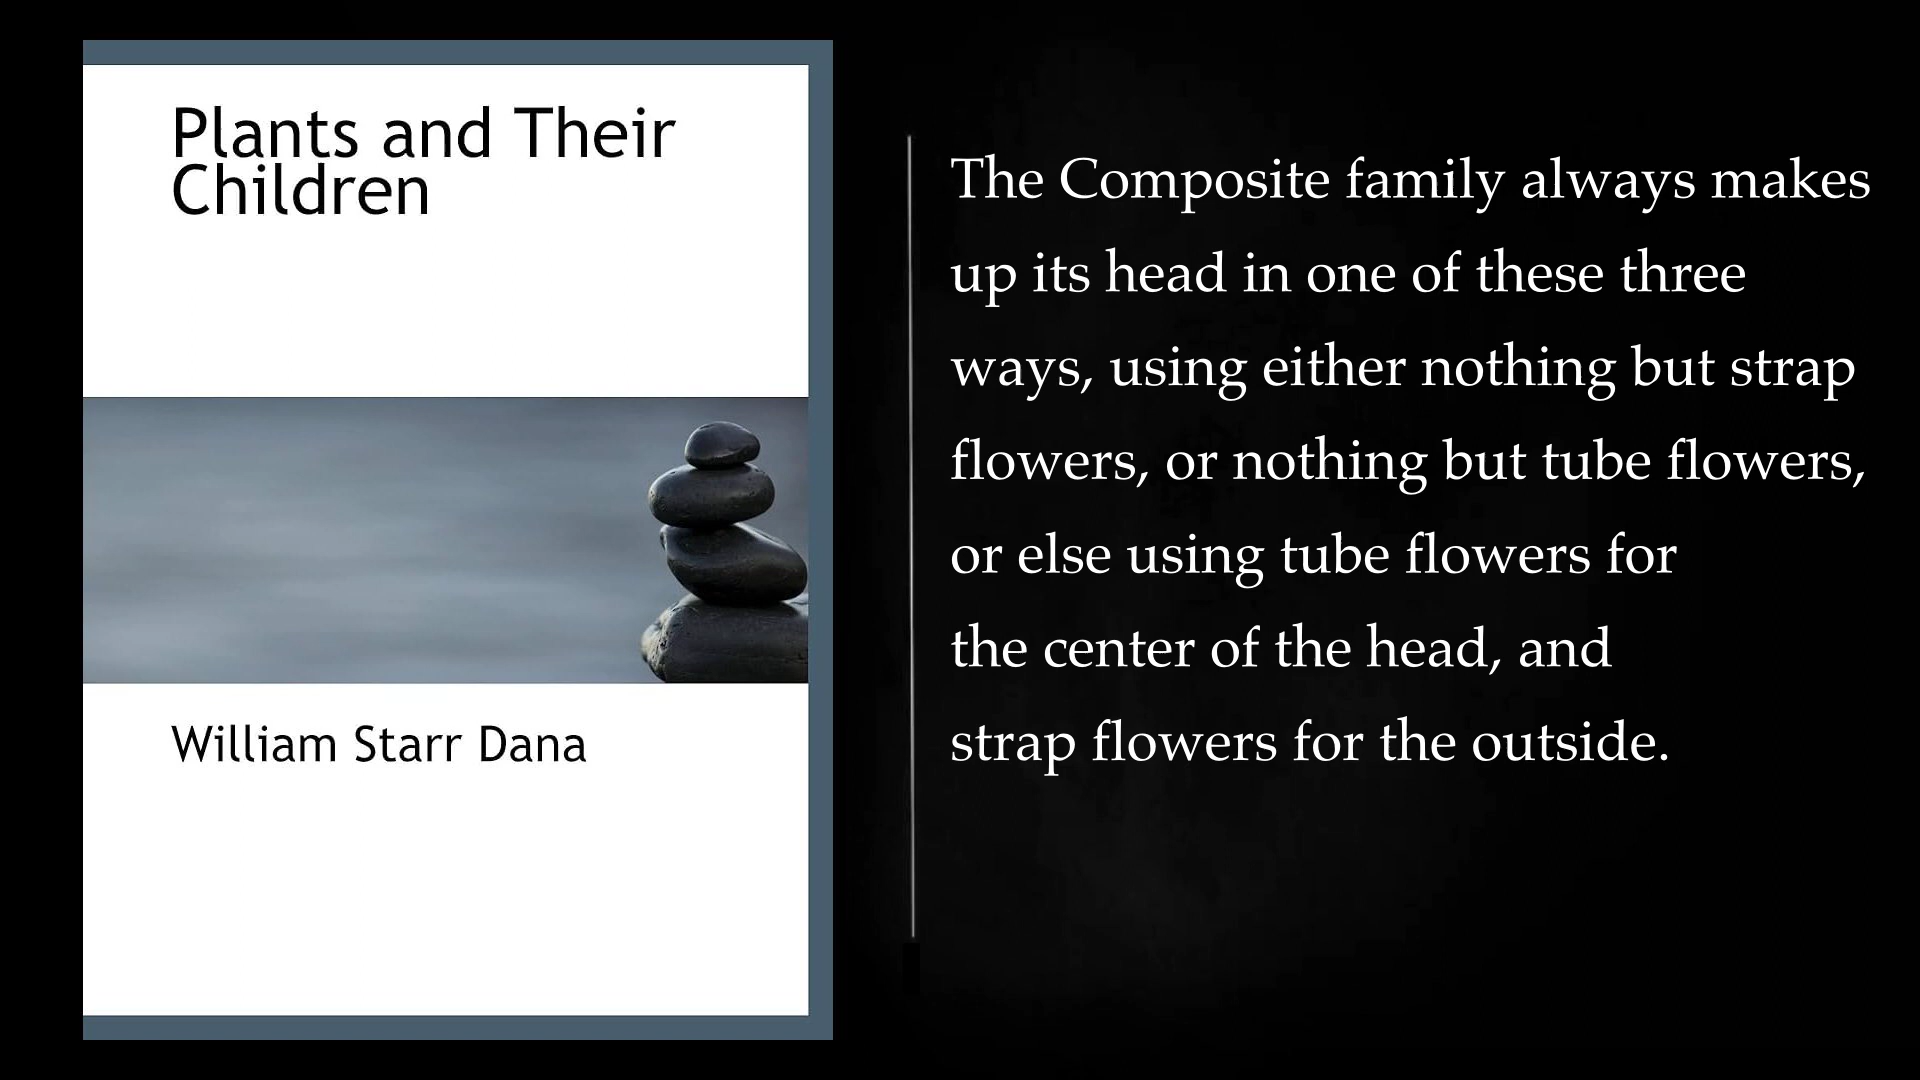 Plants and Their
Children
William Starr Dana
The Composite family always makes
up its head in one of these three
ways, using either nothing but strap
flowers, or nothing but tube flowers,
or else using tube flowers for
the center of the head, and
strap flowers for the outside.